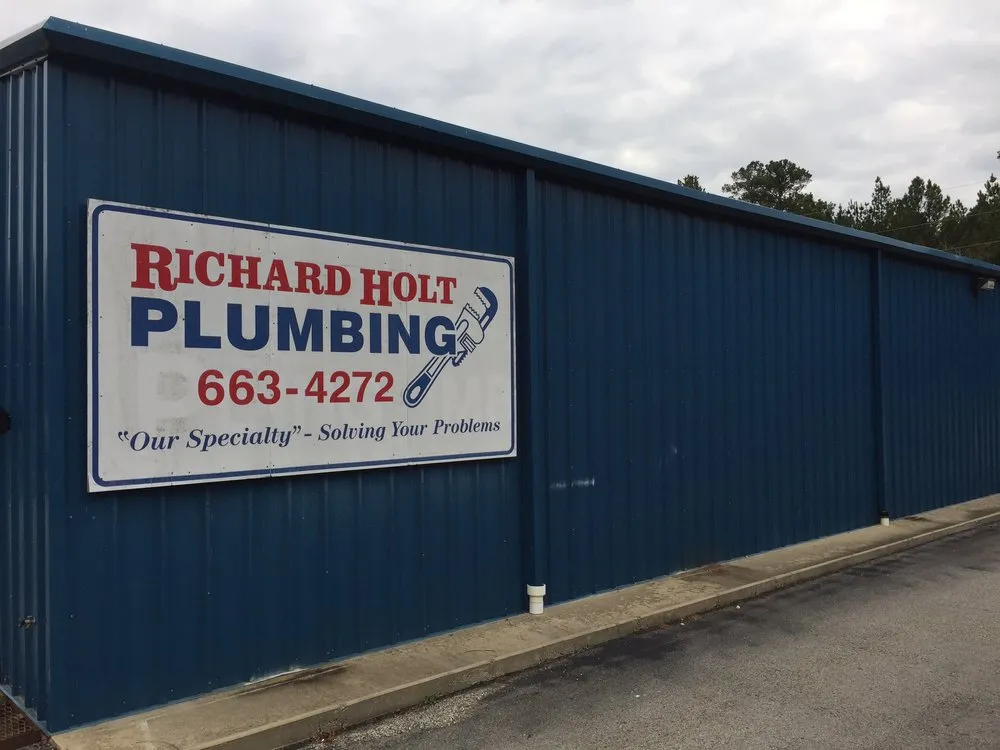 RICHARD HOLT
PLUMBING
663-4272
"Our Specialty" - Solving Your Problems